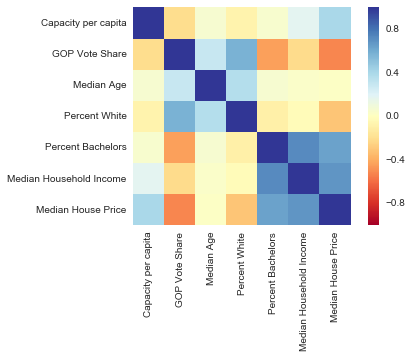 Capacity per capita
GOP Vote Share
Median Age
Percent White
Percent Bachelors
Median Household Income
Median House Price
0.8
0.4
0.0
−0.4
−0.8
Capacity per capita
GOP Vote Share
Median Age
Percent White
Percent Bachelors
Median Household Income
Median House Price